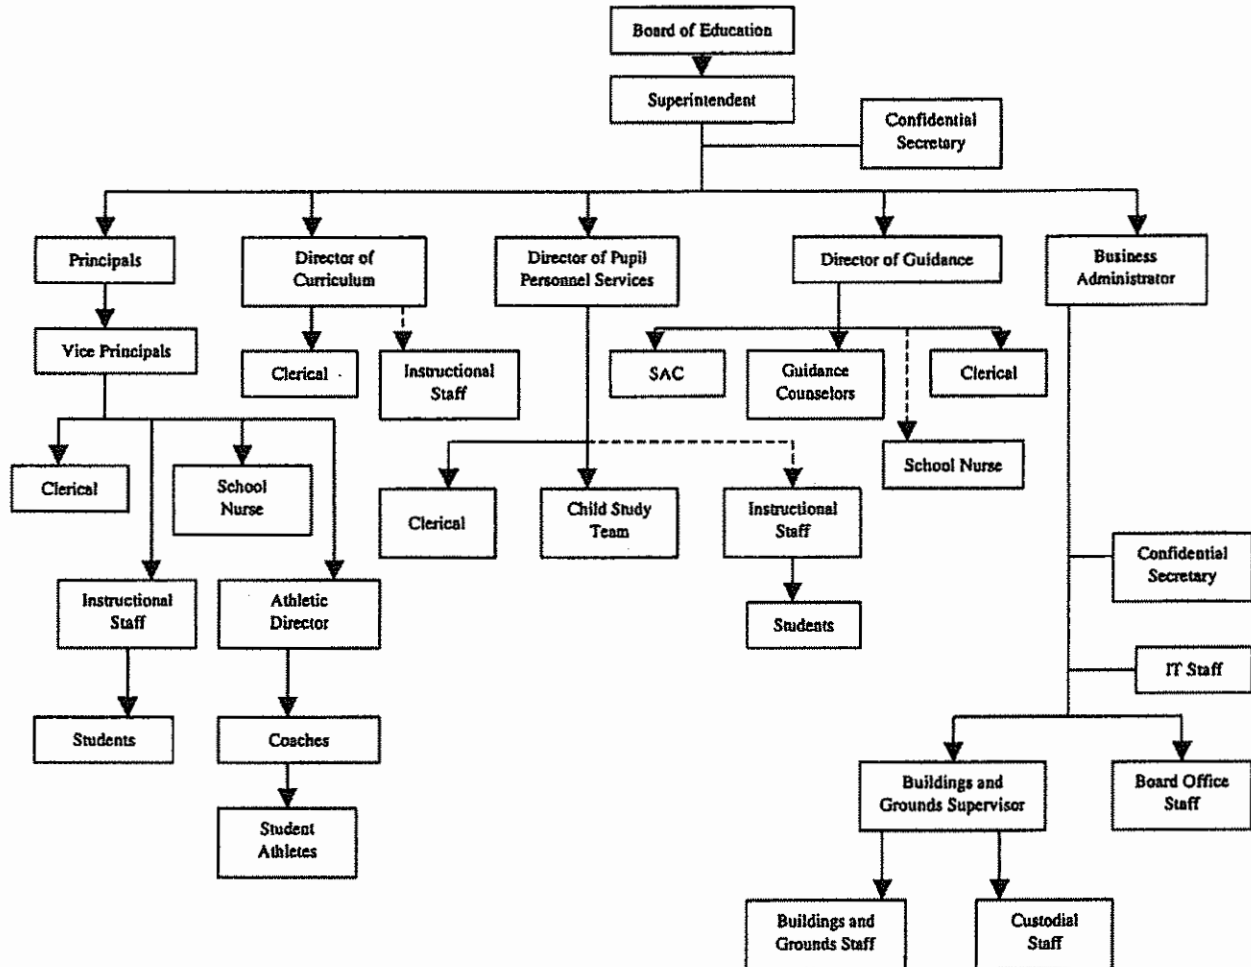 Board of Education
Superintendent
Confidential
Secretary
Principals
Director of
Curriculum
Director of Pupil
Personnel Services
Director of Guidance
Business
Administrator
Vice Principals
Clerical
Instructional
Staff
SAC
Guidance
Counselors
Clerical
School Nurse
Clerical
School
Nurse
Clerical
Child Study
Team
Instructional
Staff
Confidential
Secretary
Instructional
Staff
Athletic
Director
Students
IT Staff
Students
Coaches
Buildings and
Grounds Supervisor
Board Office
Staff
Student
Athletes
Buildings and
Grounds Staff
Custodial
Staff